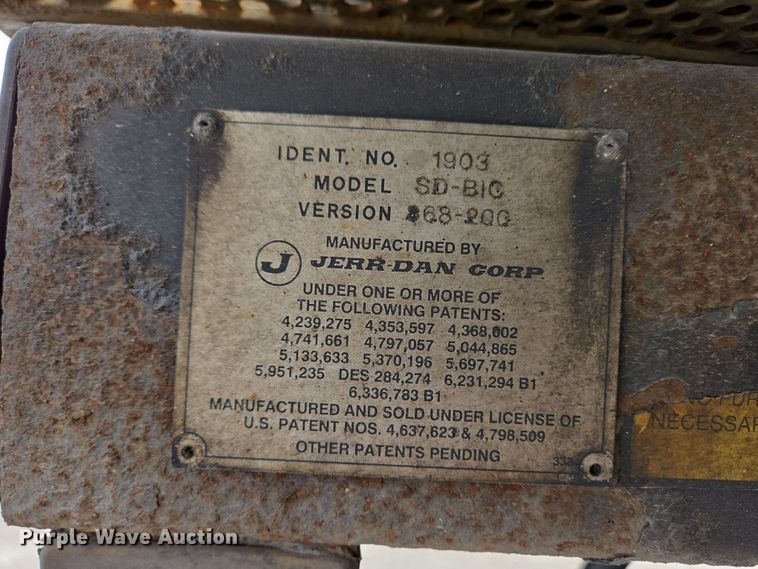 IDENT. NO. 1903
MODEL SD-BIC
VERSION 868-200
MANUFACTURED BY
J JERR-DAN CORP.
UNDER ONE OR MORE OF
THE FOLLOWING PATENTS:
4,239,275 4,353,597 4,368,002
4,741,661 4,797,057 5,044,865
5,133,633 5,370,196 5,697,741
5,951,235 DES 284,274 6,231,294 B1
6,336,783 B1
MANUFACTURED AND SOLD UNDER LICENSE OF
U.S. PATENT NOS. 4,637,623 & 4,798,509
OTHER PATENTS PENDING
NECESSAR
Purple Wave Auction